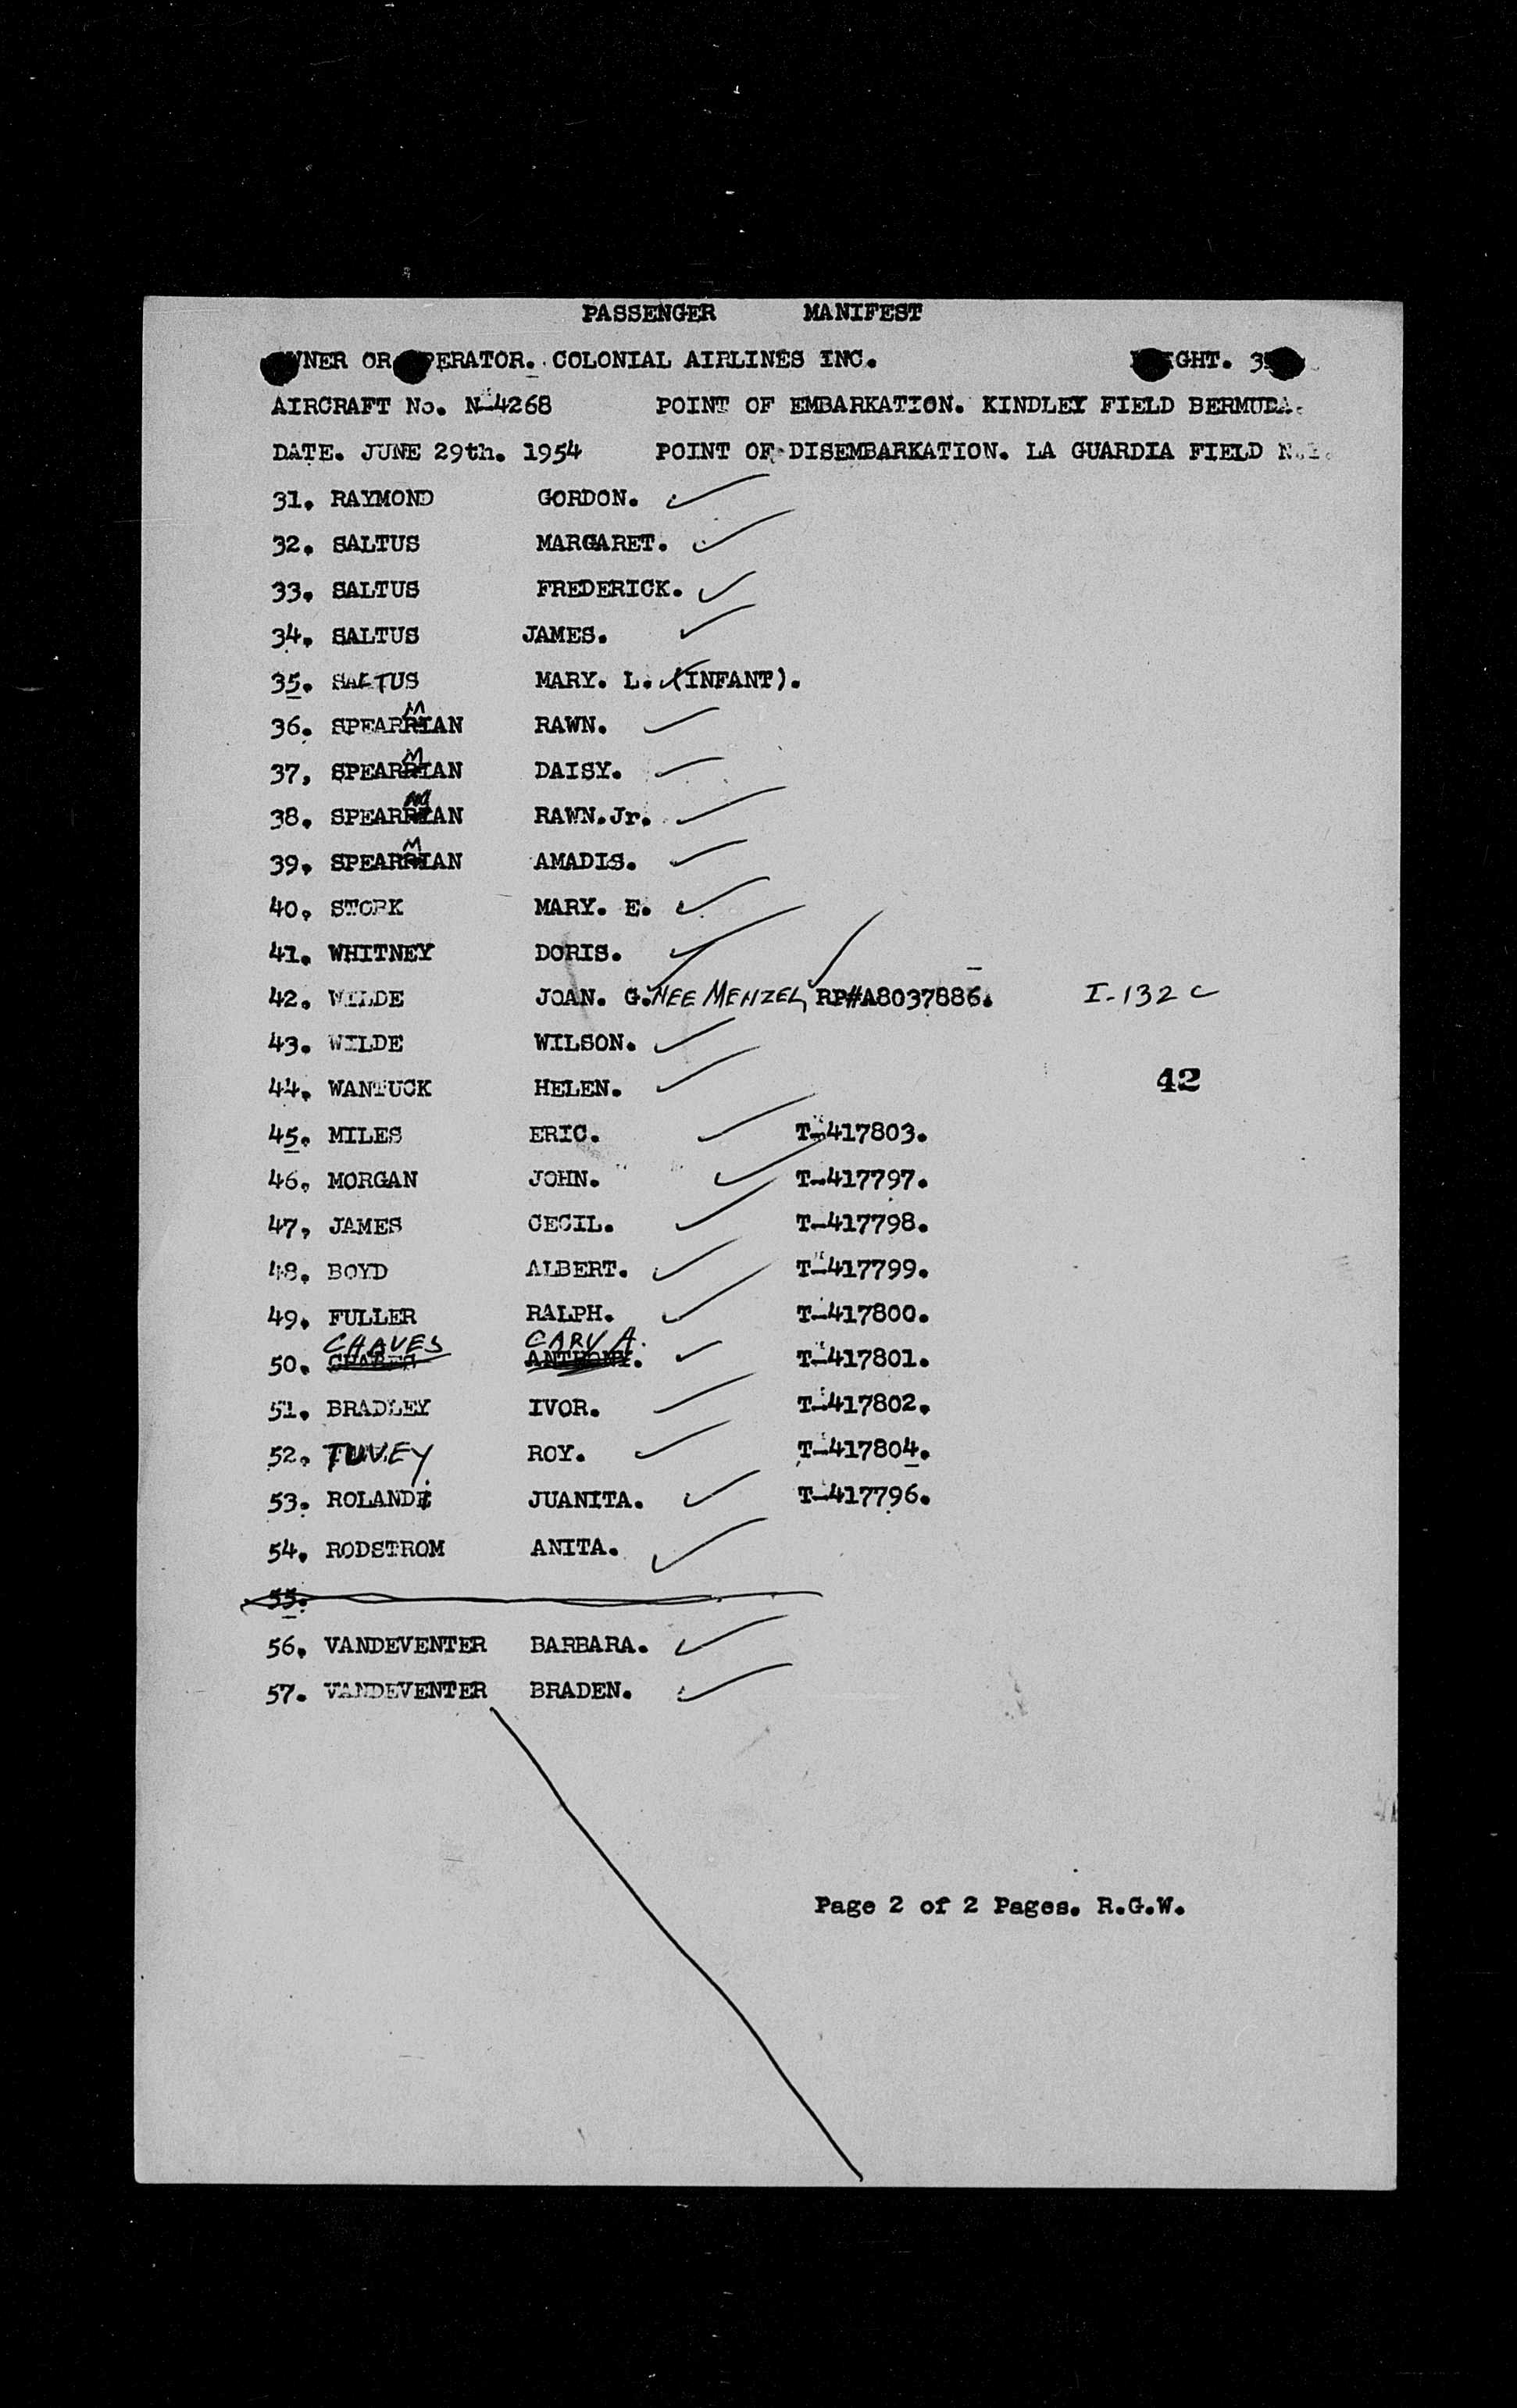 PASSENGER MANIFEST
OWNER OR OPERATOR. COLONIAL AIRLINES INC. FLIGHT.
AIRCRAFT No. N-4268 POINT OF EMBARKATION. KINDLEY FIELD BERMUDA.
DATE. JUNE 29th. 1954 POINT OF DISEMBARKATION. LA GUARDIA FIELD N.Y.
31. RAYMOND GORDON.
32. SALTUS MARGARET.
33. SALTUS FREDERICK.
34. SALTUS JAMES.
35. SALTUS MARY. L. (INFANT).
36. SPEARMAN RAWN.
37. SPEARMAN DAISY.
38. SPEARMAN RAWN.Jr.
39. SPEARMAN AMADIS.
40. STORK MARY. E.
41. WHITNEY DORIS.
42. WILDE JOAN. G. NEE MENZEL, RP#A8037886. I-132 C
43. WILDE WILSON.
44. WANTUCK HELEN.
42
45. MILES ERIC. T-417803.
46. MORGAN JOHN. T-417797.
47. JAMES CECIL. T-417798.
48. BOYD ALBERT. T-417799.
49. FULLER RALPH. T-417800.
CHAVES CARY A.
50. ANTHONY. T-417801.
51. BRADLEY IVOR. T-417802.
52. TUVEY ROY. T-417804.
53. ROLAND JUANITA. T-417796.
54. RODSTROM ANITA.
55.
56. VANDEVENTER BARBARA.
57. VANDEVENTER BRADEN.
Page 2 of 2 Pages. R.G.W.